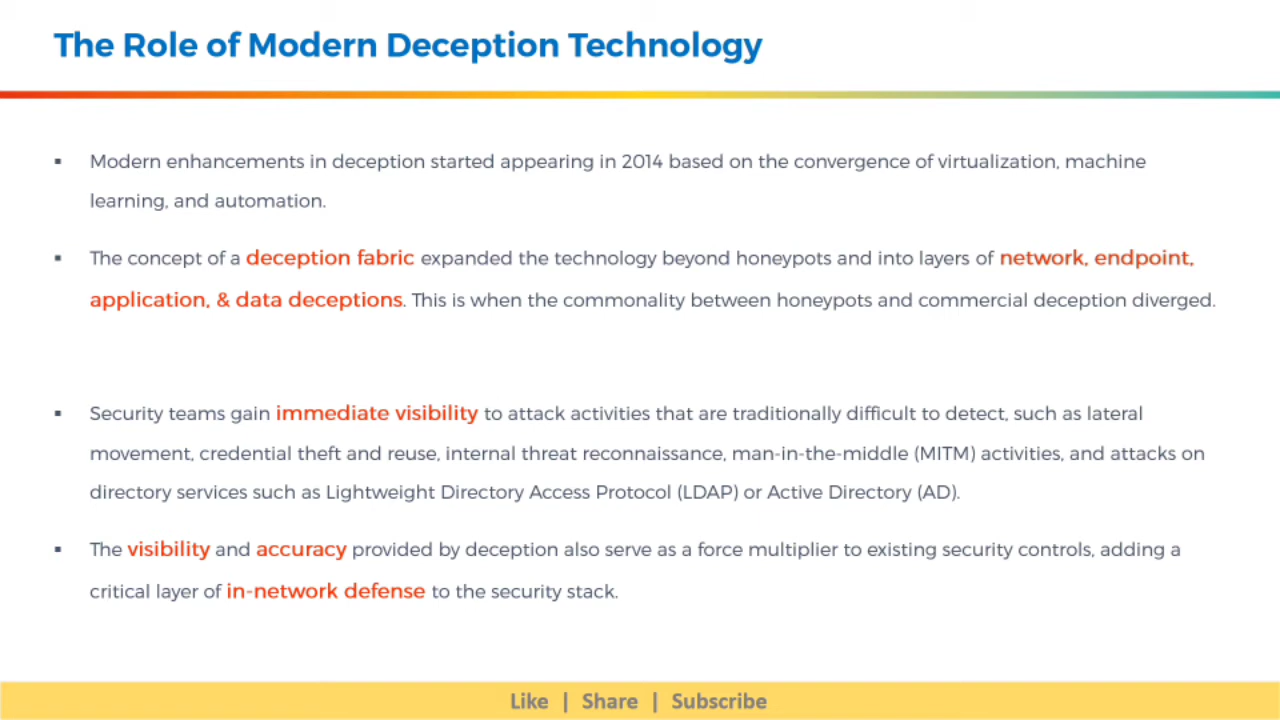 The Role of Modern Deception Technology
▪ Modern enhancements in deception started appearing in 2014 based on the convergence of virtualization, machine
learning, and automation.
▪ The concept of a deception fabric expanded the technology beyond honeypots and into layers of network, endpoint,
application, & data deceptions. This is when the commonality between honeypots and commercial deception diverged.
▪ Security teams gain immediate visibility to attack activities that are traditionally difficult to detect, such as lateral
movement, credential theft and reuse, internal threat reconnaissance, man-in-the-middle (MITM) activities, and attacks on
directory services such as Lightweight Directory Access Protocol (LDAP) or Active Directory (AD).
▪ The visibility and accuracy provided by deception also serve as a force multiplier to existing security controls, adding a
critical layer of in-network defense to the security stack.
Like | Share | Subscribe